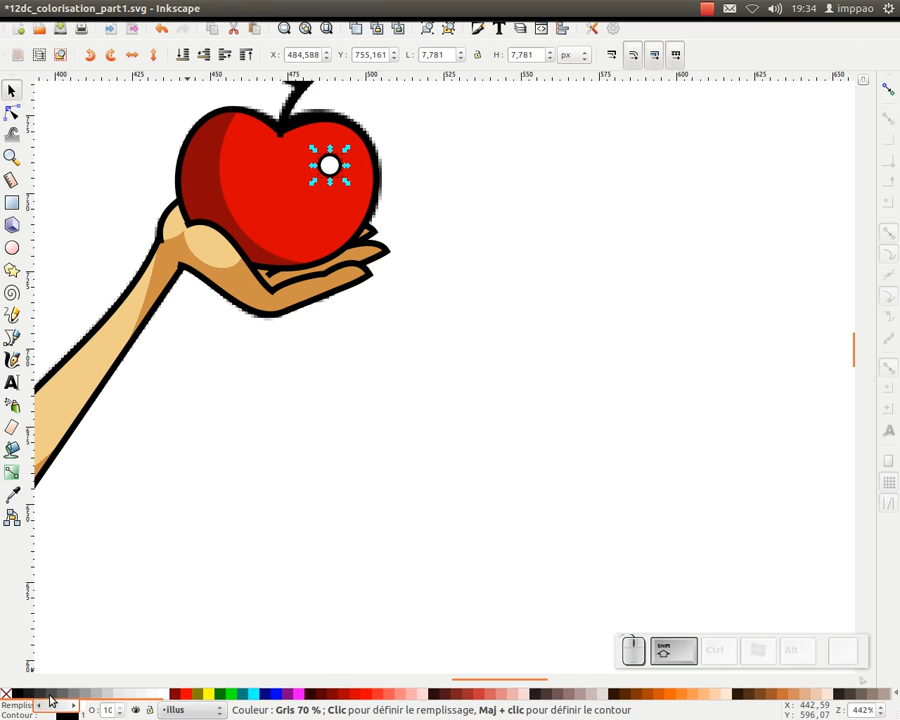 *12dc_colorisation_part1.svg - Inkscape
19:34 imppao
X: 484,588 Y: 755,161 L: 7,781 H: 7,781 px
400 425 450 475 500 525 550 575 600 625 650
Shift Ctrl Alt
Rempliss
Contour : 1 O: 10 •Illus Couleur : Gris 70 % ; Clic pour définir le remplissage, Maj + clic pour définir le contour X: 442,59 Z: 442%
Y: 596,07